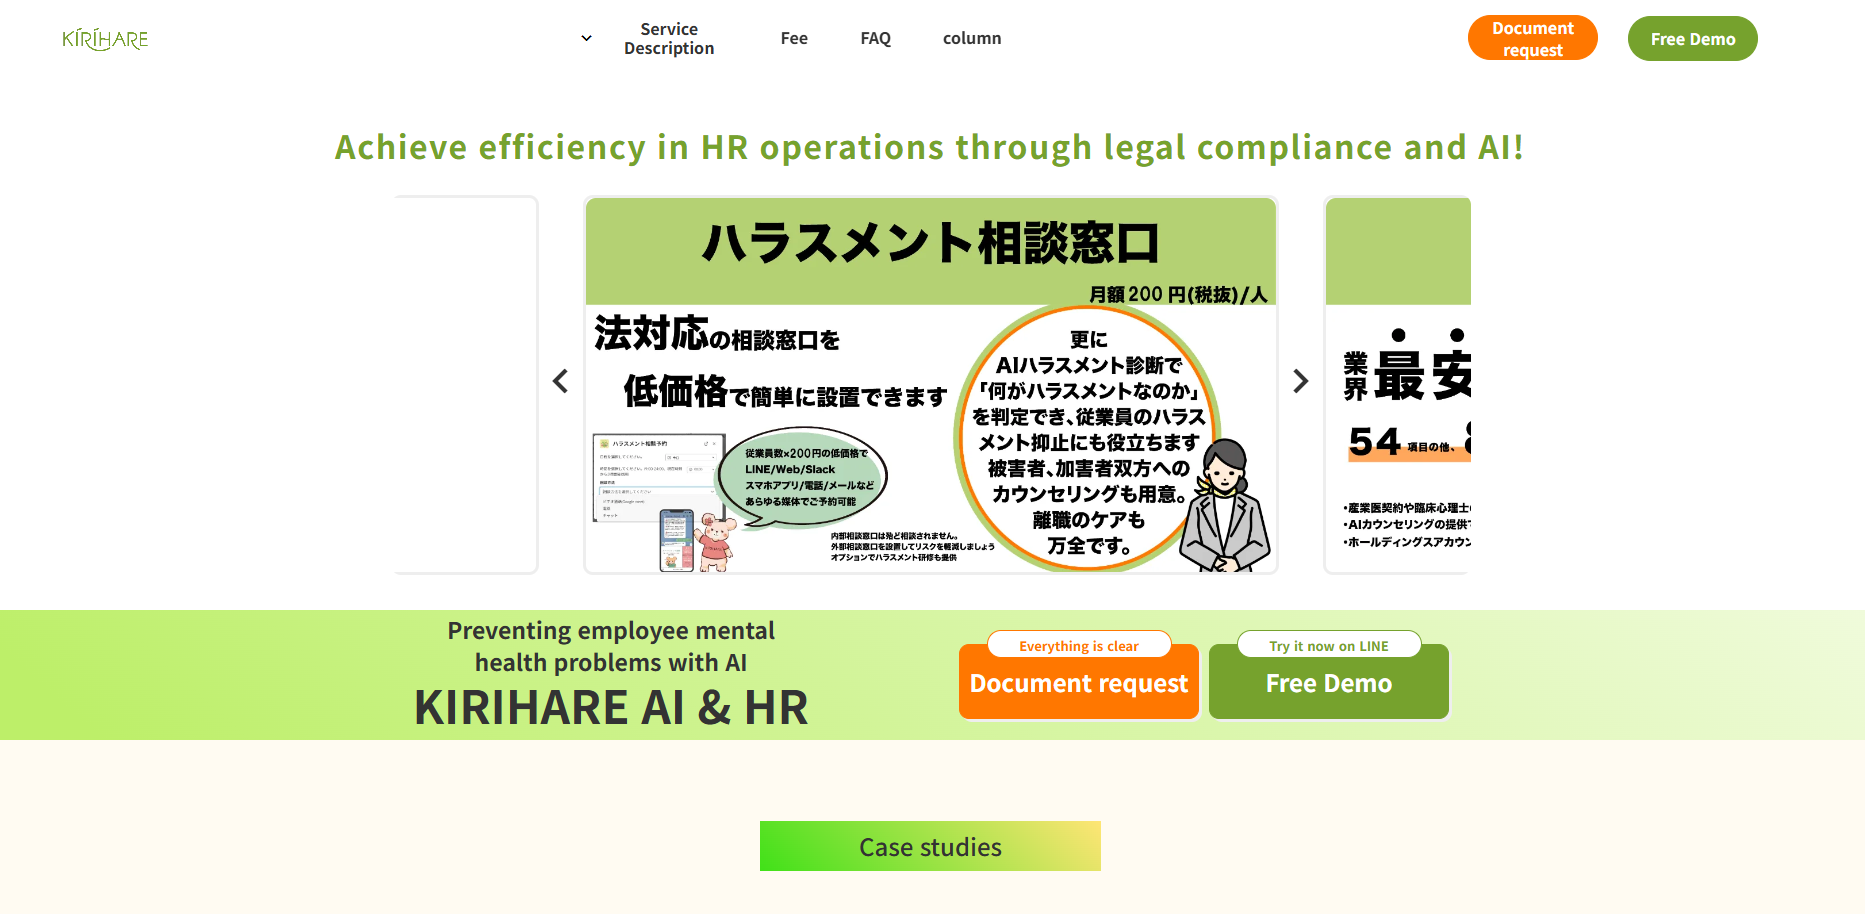 KIRIHARE
Service
Description
Fee
FAQ
column
Document
request
Free Demo
Achieve efficiency in HR operations through legal compliance and AI!
ハラスメント相談窓口
月額200円(税抜)/人
法対応の相談窓口を
低価格で簡単に設置できます
ハラスメント相談予約
従業員数×200円の低価格で
LINE/Web/Slack
スマホアプリ/電話/メールなど
あらゆる媒体でご予約可能
内部相談窓口は殆ど相談されません。
外部相談窓口を設置してリスクを軽減しましょう
オプションでハラスメント研修も提供
更に
AIハラスメント診断で
「何がハラスメントなのか」
を判定でき、従業員のハラス
メント抑止にも役立ちます
被害者、加害者双方への
カウンセリングも用意。
離職のケアも
万全です。
業界最安
54 項目の他、
・産業医契約や臨床心理士
・AIカウンセリングの提供
・ホールディングスアカウン
Preventing employee mental
health problems with AI
KIRIHARE AI & HR
Everything is clear
Document request
Try it now on LINE
Free Demo
Case studies